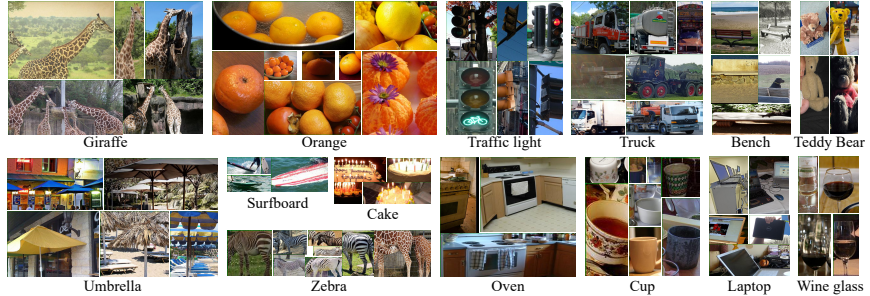 Giraffe
Orange
Traffic light
Truck
Bench
Teddy Bear
Surfboard
Cake
Umbrella
Zebra
Oven
Cup
Laptop
Wine glass